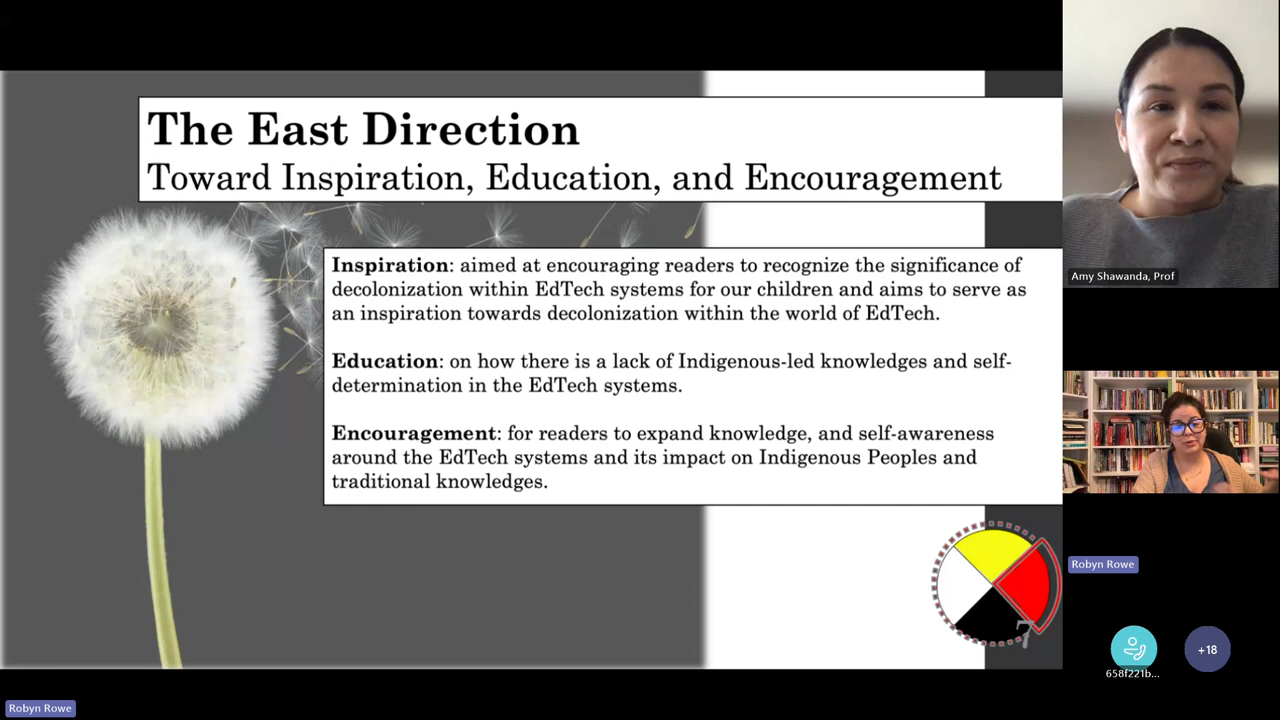 The East Direction
Toward Inspiration, Education, and Encouragement
Inspiration: aimed at encouraging readers to recognize the significance of
decolonization within EdTech systems for our children and aims to serve as
an inspiration towards decolonization within the world of EdTech.
Education: on how there is a lack of Indigenous-led knowledges and self-
determination in the EdTech systems.
Encouragement: for readers to expand knowledge, and self-awareness
around the EdTech systems and its impact on Indigenous Peoples and
traditional knowledges.
7
Amy Shawanda, Prof
Robyn Rowe
658f221b...
+18
Robyn Rowe